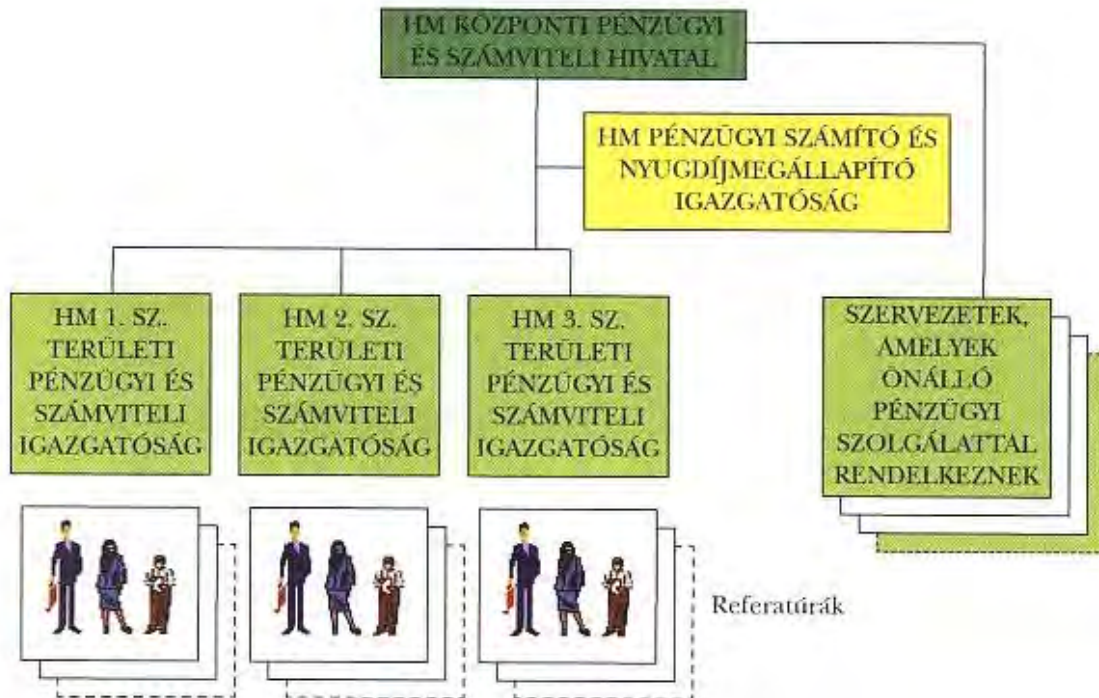 HM KÖZPONTI PÉNZÜGYI
ÉS SZÁMVITELI HIVATAL
HM PÉNZÜGYI SZÁMÍTÓ ÉS
NYUGDÍJMEGÁLLAPÍTÓ
IGAZGATÓSÁG
HM 1. SZ.
TERÜLETI
PÉNZÜGYI ÉS
SZÁMVITELI
IGAZGATÓSÁG
HM 2. SZ.
TERÜLETI
PÉNZÜGYI ÉS
SZÁMVITELI
IGAZGATÓSÁG
HM 3. SZ.
TERÜLETI
PÉNZÜGYI ÉS
SZÁMVITELI
IGAZGATÓSÁG
SZERVEZETEK,
AMELYEK
ÖNÁLLÓ
PÉNZÜGYI
SZOLGÁLATTAL
RENDELKEZNEK
Referatúrák